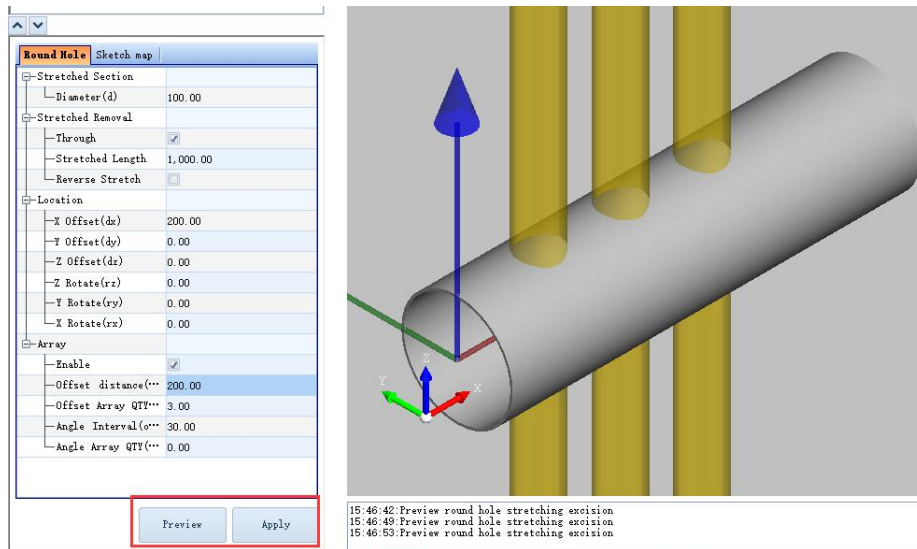 Round Hole Sketch map
Stretched Section
Diameter(d) 100.00
Stretched Removal
Through
Stretched Length 1,000.00
Reverse Stretch
Location
X Offset(dx) 200.00
Y Offset(dy) 0.00
Z Offset(dz) 0.00
Z Rotate(rz) 0.00
Y Rotate(ry) 0.00
X Rotate(rx) 0.00
Array
Enable
Offset distance(··· 200.00
Offset Array QTY··· 3.00
Angle Interval(o··· 30.00
Angle Array QTY(··· 0.00
Preview Apply
Z
Y
X
15:46:42:Preview round hole stretching excision
15:46:49:Preview round hole stretching excision
15:46:53:Preview round hole stretching excision